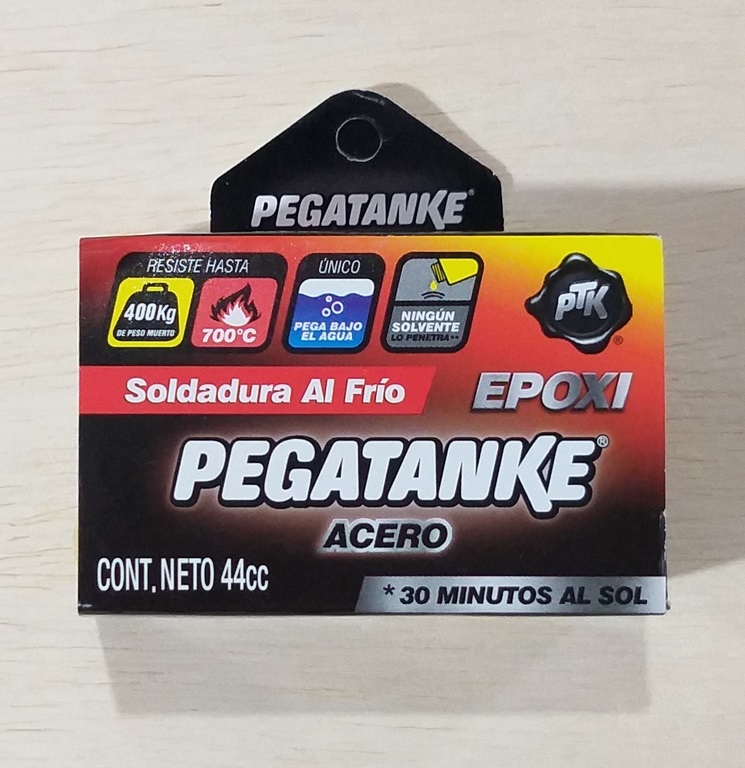 PEGATANKE®
RESISTE HASTA
400Kg
DE PESO MUERTO
700°C
ÚNICO
PEGA BAJO
EL AGUA
NINGÚN
SOLVENTE
LO PENETRA**
PTK®
Soldadura Al Frío
EPOXI
PEGATANKE®
ACERO
CONT. NETO 44cc
* 30 MINUTOS AL SOL